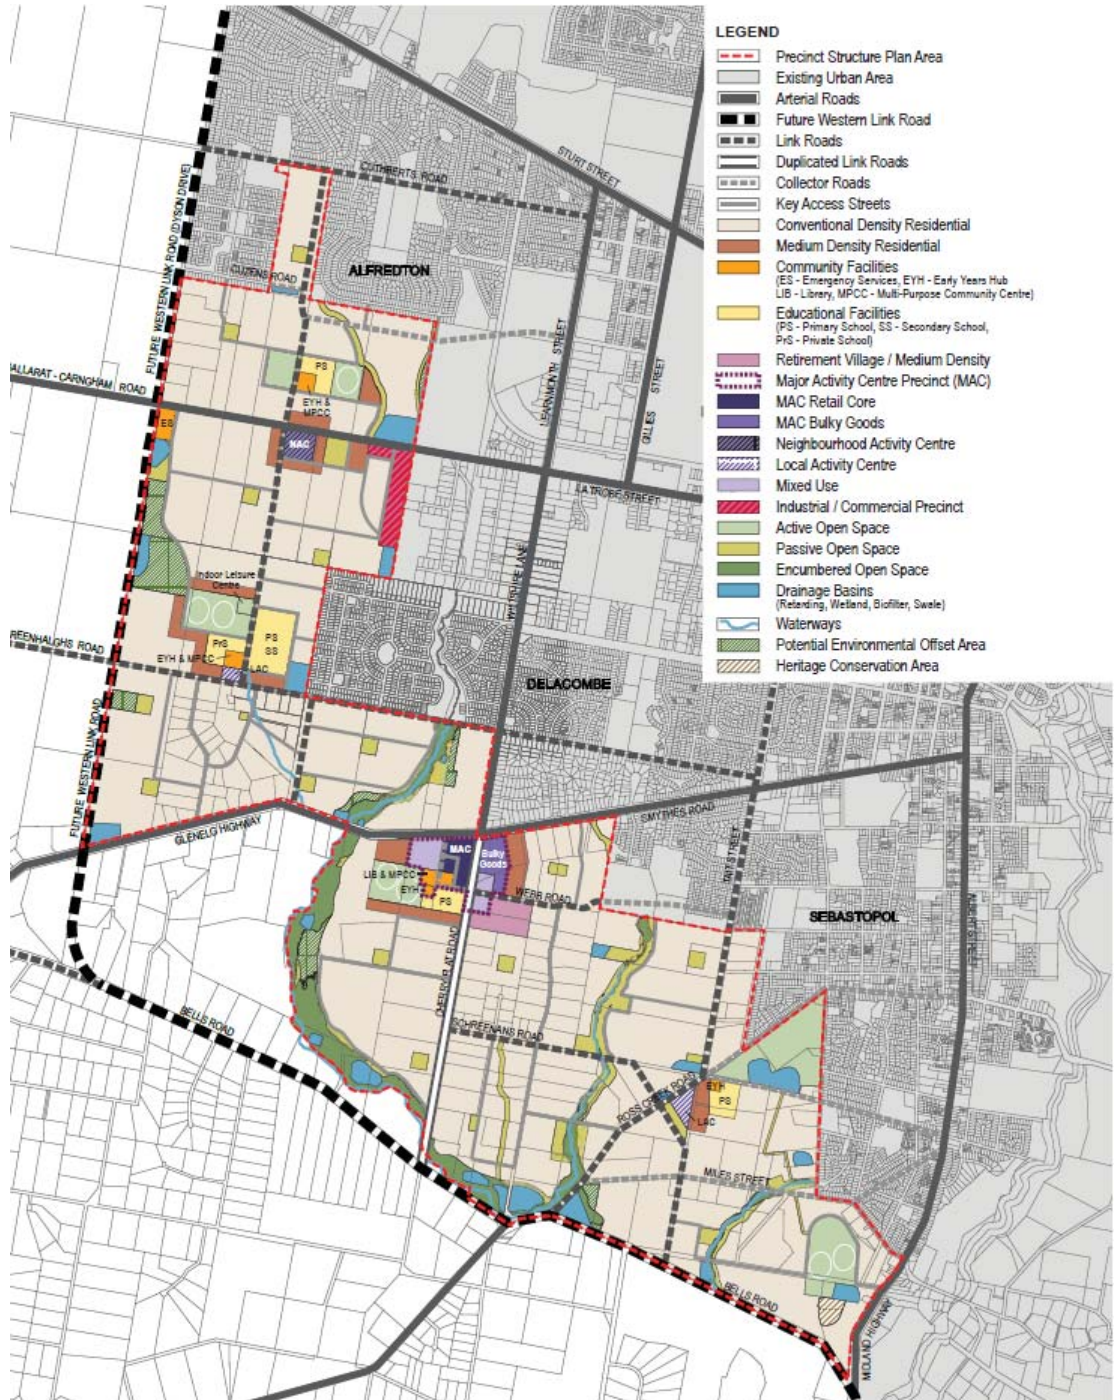 LEGEND
Precinct Structure Plan Area
Existing Urban Area
Arterial Roads
Future Western Link Road
Link Roads
Duplicated Link Roads
Collector Roads
Key Access Streets
Conventional Density Residential
Medium Density Residential
Community Facilities
(ES - Emergency Services, EYH - Early Years Hub
LIB - Library, MPCC - Multi-Purpose Community Centre)
Educational Facilities
(PS - Primary School, SS - Secondary School,
PrS - Private School)
Retirement Village / Medium Density
Major Activity Centre Precinct (MAC)
MAC Retail Core
MAC Bulky Goods
Neighbourhood Activity Centre
Local Activity Centre
Mixed Use
Industrial / Commercial Precinct
Active Open Space
Passive Open Space
Encumbered Open Space
Drainage Basins
(Retarding, Wetland, Biofilter, Swale)
Waterways
Potential Environmental Offset Area
Heritage Conservation Area
STURT STREET
CUTHBERTS ROAD
FUTURE WESTERN LINK ROAD (DYSON DRIVE)
CUZENS ROAD
ALFREDTON
LEARMONTH STREET
GILLIES STREET
BALLARAT - CARNGHAM ROAD
PS
EYH &
MPCC
ES
NAC
LA TROBE STREET
WILTSHIRE LANE
Indoor Leisure
Centre
PS
SS
PrS
EYH & MPCC
LAC
REENHALGHS ROAD
DELACOMBE
FUTURE WESTERN LINK ROAD
GLENELG HIGHWAY
SMYTHES ROAD
MAC
Bulky
Goods
LIB & MPCC
EYH
PS
WEBB ROAD
TAIT STREET
SEBASTOPOL
ALBERT STREET
CHERRY FLAT ROAD
BELLS ROAD
SCHREENANS ROAD
ROSS CREEK ROAD
EYH
PS
LAC
MILES STREET
BELLS ROAD
MIDLAND HIGHWAY